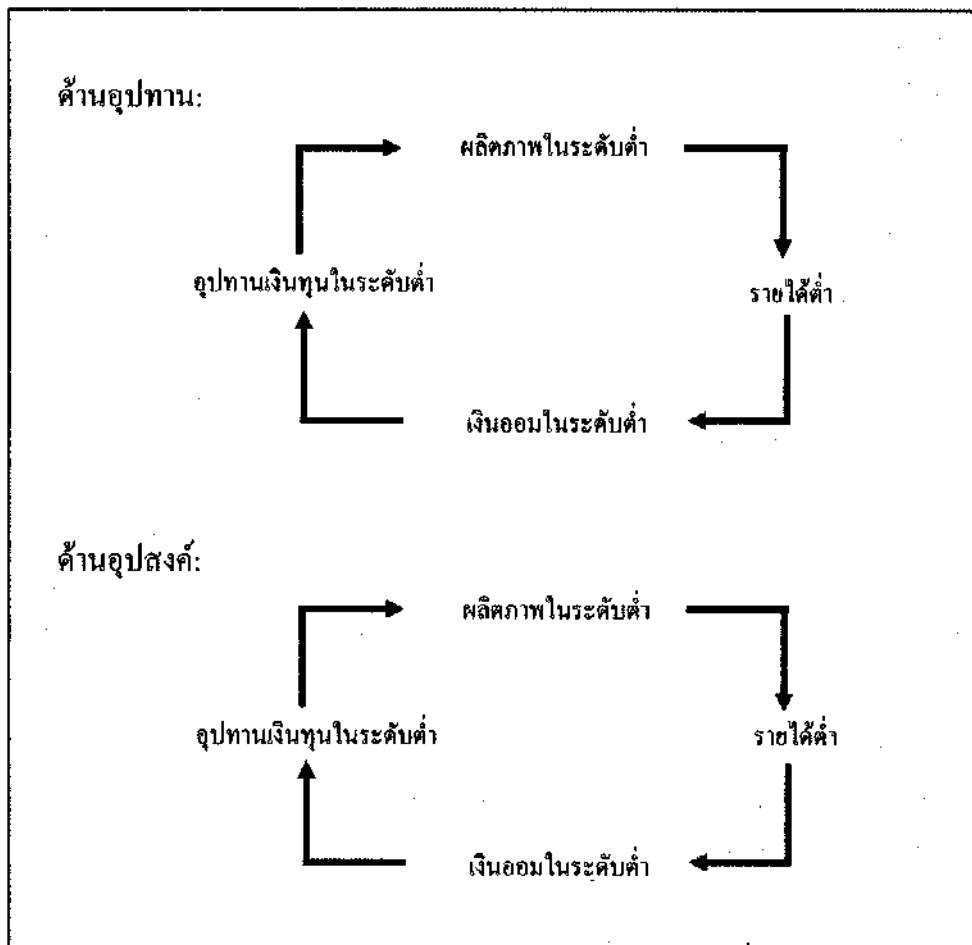 ด้านอุปทาน:
ผลิตภาพในระดับต่ำ
อุปทานเงินทุนในระดับต่ำ
รายได้ต่ำ
เงินออมในระดับต่ำ
ด้านอุปสงค์:
ผลิตภาพในระดับต่ำ
อุปทานเงินทุนในระดับต่ำ
รายได้ต่ำ
เงินออมในระดับต่ำ